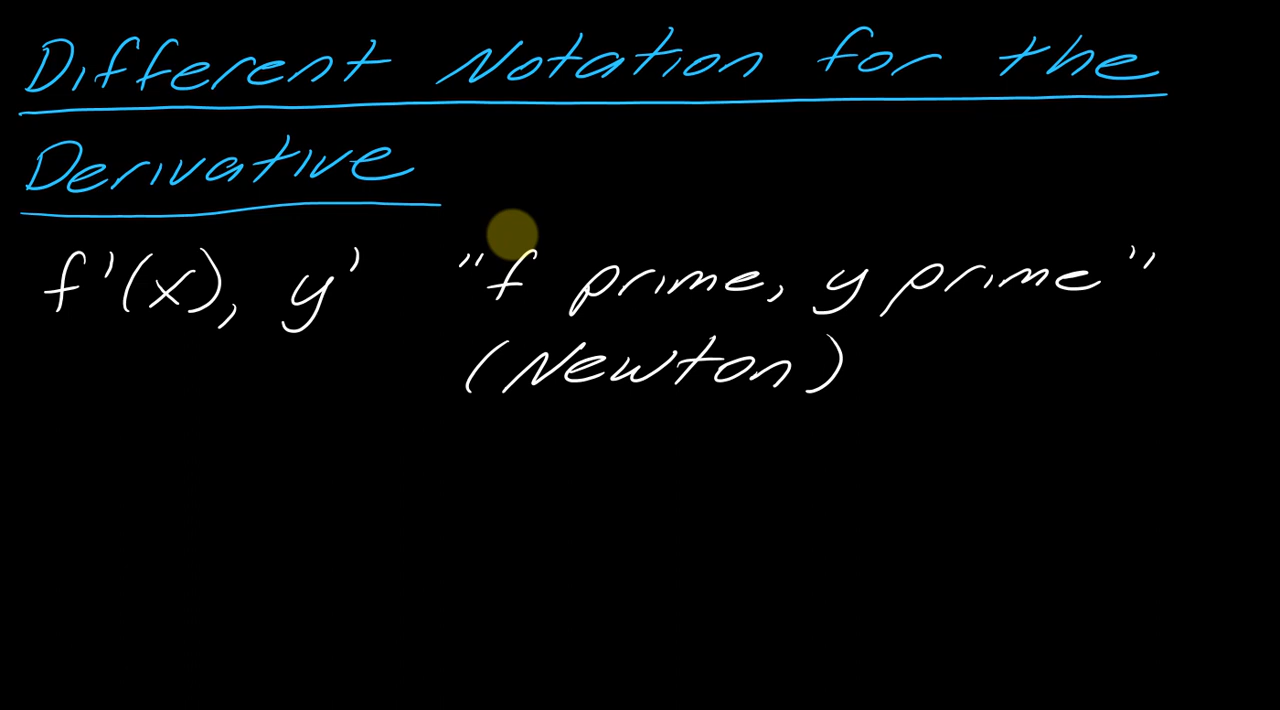 Different Notation for the
Derivative
f'(x), y' "f prime, y prime"
(Newton)